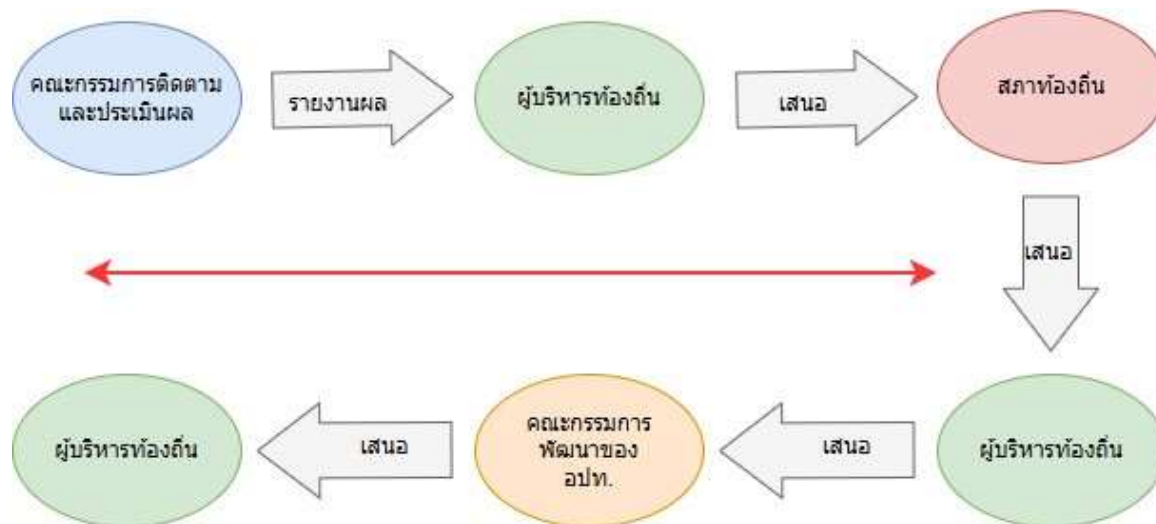 คณะกรรมการติดตาม
และประเมินผล
รายงานผล
ผู้บริหารท้องถิ่น
เสนอ
สภาท้องถิ่น
เสนอ
ผู้บริหารท้องถิ่น
เสนอ
คณะกรรมการ
พัฒนาของ
อปท.
เสนอ
ผู้บริหารท้องถิ่น